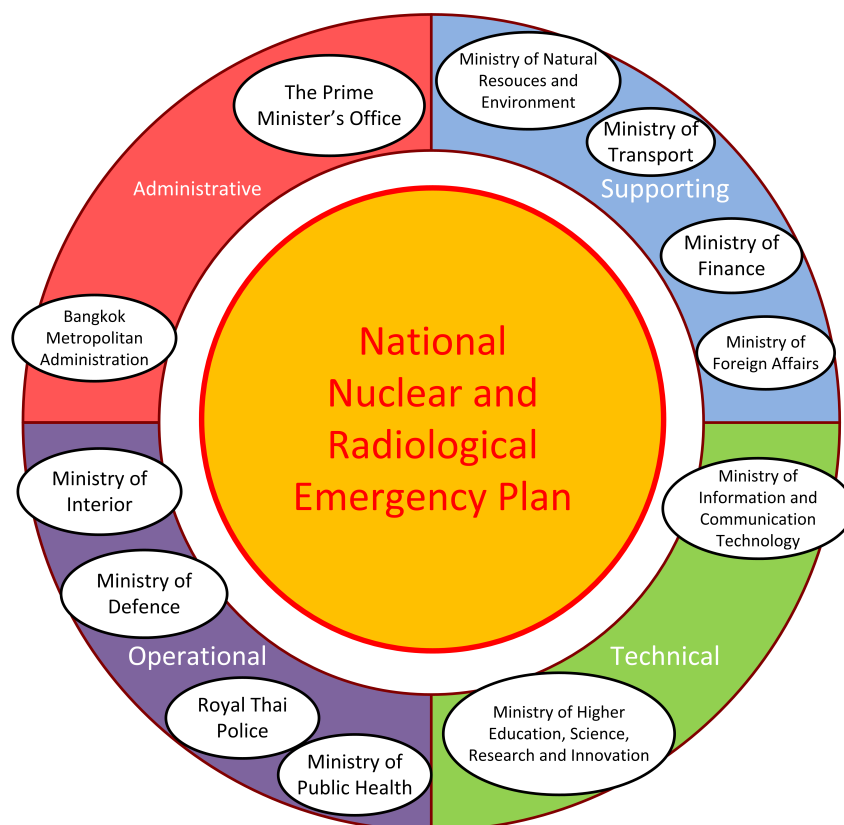 The Prime
Minister’s Office
Administrative
Bangkok
Metropolitan
Administration
Ministry of Natural
Resouces and
Environment
Ministry of
Transport
Supporting
Ministry of
Finance
Ministry of
Foreign Affairs
National
Nuclear and
Radiological
Emergency Plan
Ministry of
Interior
Ministry of
Defence
Operational
Royal Thai
Police
Ministry of
Public Health
Ministry of
Information and
Communication
Technology
Technical
Ministry of Higher
Education, Science,
Research and Innovation